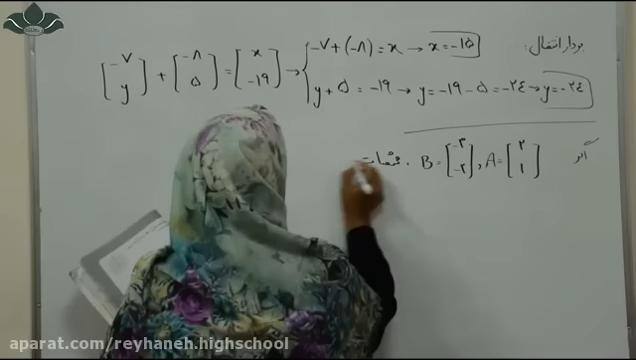 بردار انتقال:
[-۷ y] + [-۸ ۵] = [x -۱۹] → { -۷ + (-۸) = x → x = -۱۵
y + ۵ = -۱۹ → y = -۱۹ - ۵ = -۲۴ → y = -۲۴
اگر A = [۲ ۱] , B = [-۳ -۲] ،
aparat.com/reyhaneh.highschool